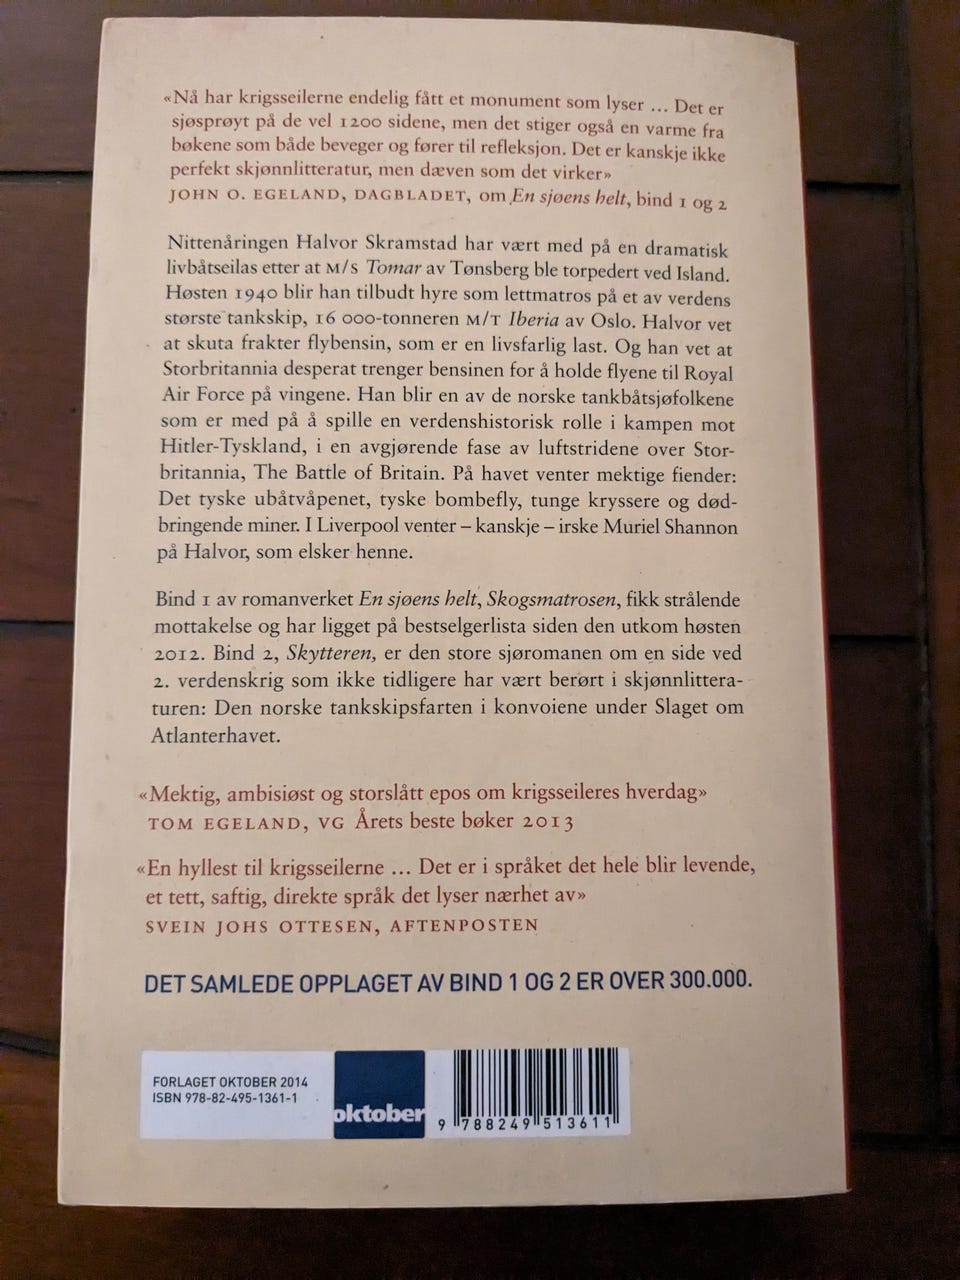 «Nå har krigsseilerne endelig fått et monument som lyser ... Det er
sjøsprøyt på de vel 1200 sidene, men det stiger også en varme fra
bøkene som både beveger og fører til refleksjon. Det er kanskje ikke
perfekt skjønnlitteratur, men dæven som det virker»
JOHN O. EGELAND, DAGBLADET, om En sjøens helt, bind 1 og 2
Nittenåringen Halvor Skramstad har vært med på en dramatisk
livbåtseilas etter at M/S Tomar av Tønsberg ble torpedert ved Island.
Høsten 1940 blir han tilbudt hyre som lettmatros på et av verdens
største tankskip, 16 000-tonneren M/T Iberia av Oslo. Halvor vet
at skuta frakter flybensin, som er en livsfarlig last. Og han vet at
Storbritannia desperat trenger bensinen for å holde flyene til Royal
Air Force på vingene. Han blir en av de norske tankbåtsjøfolkene
som er med på å spille en verdenshistorisk rolle i kampen mot
Hitler-Tyskland, i en avgjørende fase av luftstridene over Stor-
britannia, The Battle of Britain. På havet venter mektige fiender:
Det tyske ubåtvåpenet, tyske bombefly, tunge kryssere og død-
bringende miner. I Liverpool venter – kanskje – irske Muriel Shannon
på Halvor, som elsker henne.
Bind 1 av romanverket En sjøens helt, Skogsmatrosen, fikk strålende
mottakelse og har ligget på bestselgerlista siden den utkom høsten
2012. Bind 2, Skytteren, er den store sjøromanen om en side ved
2. verdenskrig som ikke tidligere har vært berørt i skjønnlittera-
turen: Den norske tankskipsfarten i konvoiene under Slaget om
Atlanterhavet.
«Mektig, ambisiøst og storslått epos om krigsseileres hverdag»
TOM EGELAND, VG Årets beste bøker 2013
«En hyllest til krigsseilerne ... Det er i språket det hele blir levende,
et tett, saftig, direkte språk det lyser nærhet av»
SVEIN JOHS OTTESEN, AFTENPOSTEN
DET SAMLEDE OPPLAGET AV BIND 1 OG 2 ER OVER 300.000.
FORLAGET OKTOBER 2014
ISBN 978-82-495-1361-1
oktober
9 788249 513611